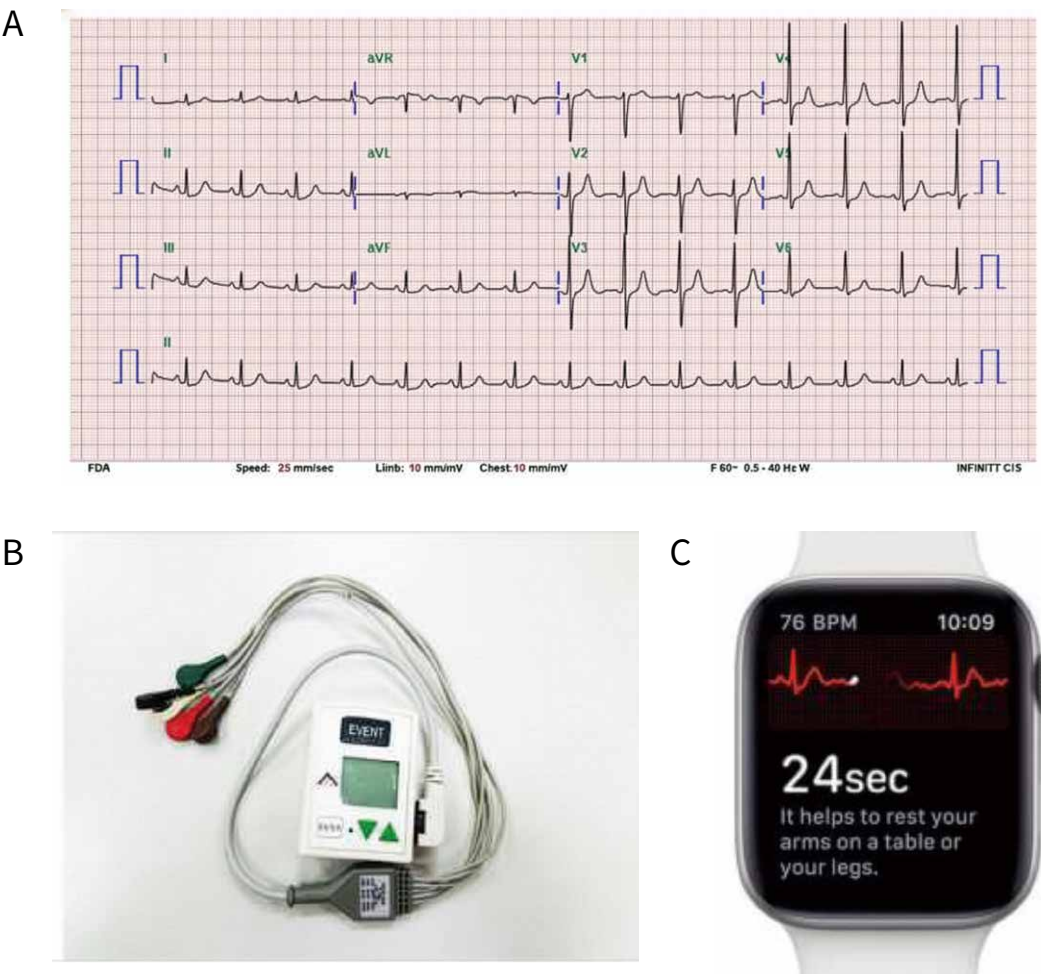 A
I aVR V1 V4
II aVL V2 V5
III aVF V3 V6
II
FDA Speed: 25 mm/sec Limb: 10 mm/mV Chest: 10 mm/mV F 60~ 0.5 - 40 Hz W INFINITT CIS
B
EVENT
C
76 BPM 10:09
24sec
It helps to rest your
arms on a table or
your legs.